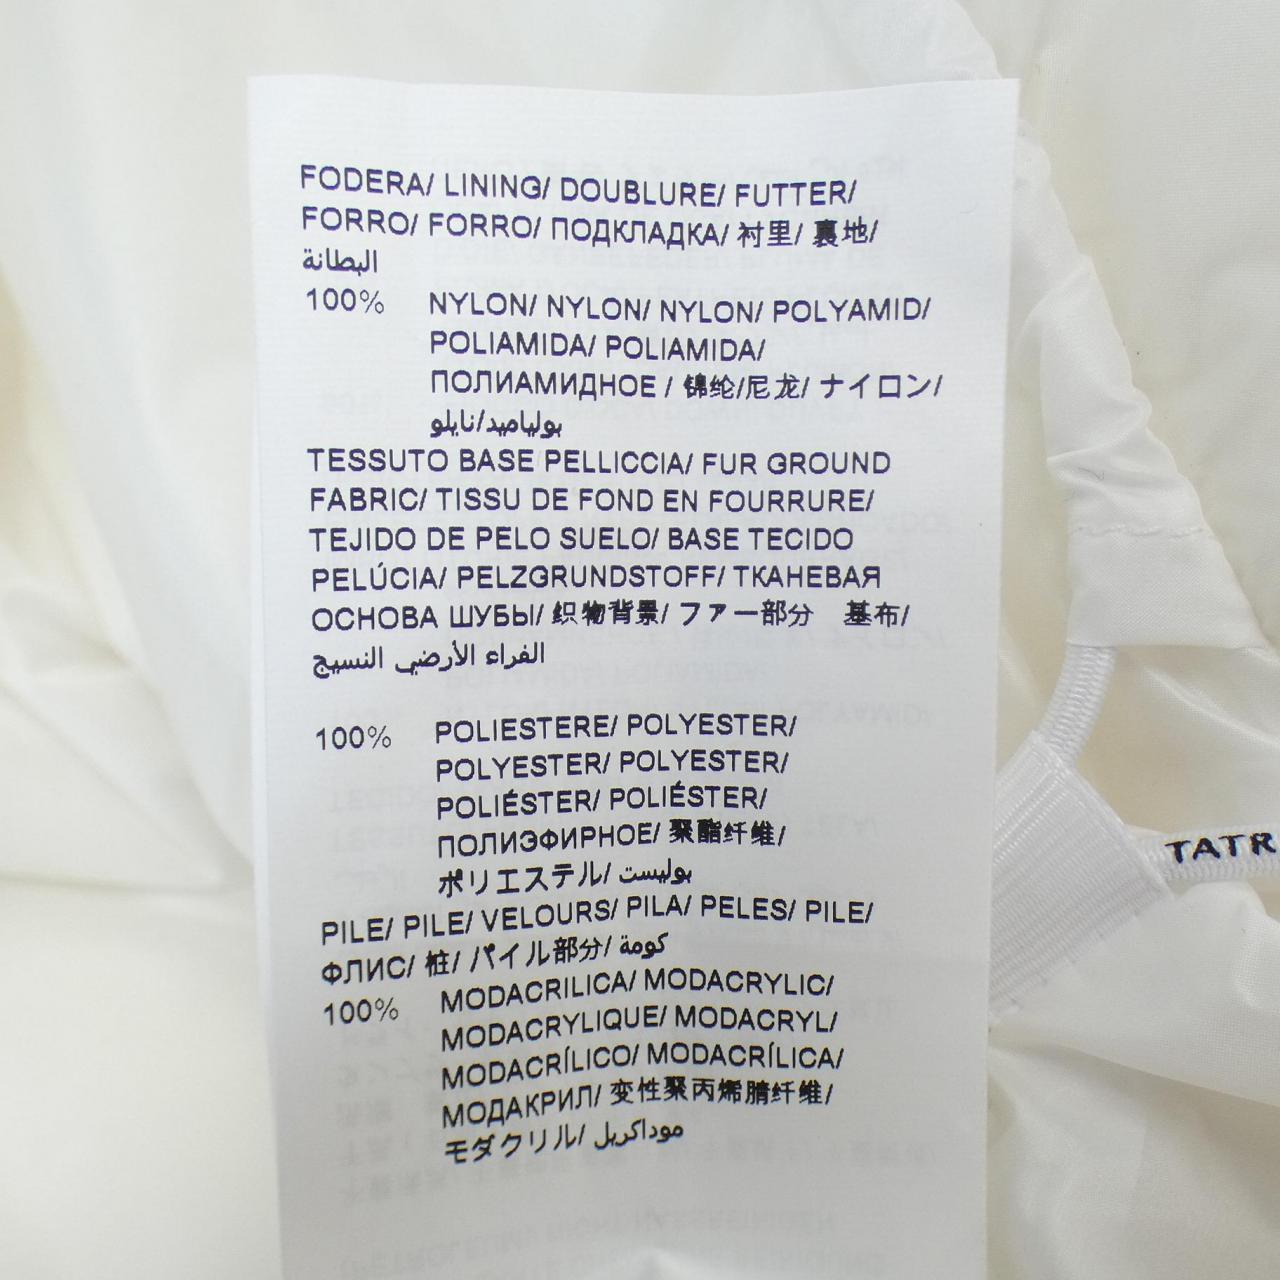 FODERA/ LINING/ DOUBLURE/ FUTTER/
FORRO/ FORRO/ ПОДКЛАДКА/ 衬里/ 裏地/
البطانة
100% NYLON/ NYLON/ NYLON/ POLYAMID/
POLIAMIDA/ POLIAMIDA/
ПОЛИАМИДНОЕ / 锦纶/尼龙/ ナイロン/
بولياميد/نايلو
TESSUTO BASE PELLICCIA/ FUR GROUND
FABRIC/ TISSU DE FOND EN FOURRURE/
TEJIDO DE PELO SUELO/ BASE TECIDO
PELÚCIA/ PELZGRUNDSTOFF/ ТКАНЕВАЯ
ОСНОВА ШУБЫ/ 织物背景/ ファー部分 基布/
الفراء الأرضي النسيج
100% POLIESTERE/ POLYESTER/
POLYESTER/ POLYESTER/
POLIÉSTER/ POLIÉSTER/
ПОЛИЭФИРНОЕ/ 聚酯纤维/
ポリエステル/ بوليست
PILE/ PILE/ VELOURS/ PILA/ PELES/ PILE/
ФЛИС/ 桩/ パイル部分/ كومة
100% MODACRILICA/ MODACRYLIC/
MODACRYLIQUE/ MODACRYL/
MODACRÍLICO/ MODACRÍLICA/
МОДАКРИЛ/ 变性聚丙烯腈纤维/
モダクリル/ موداكريل
TATR